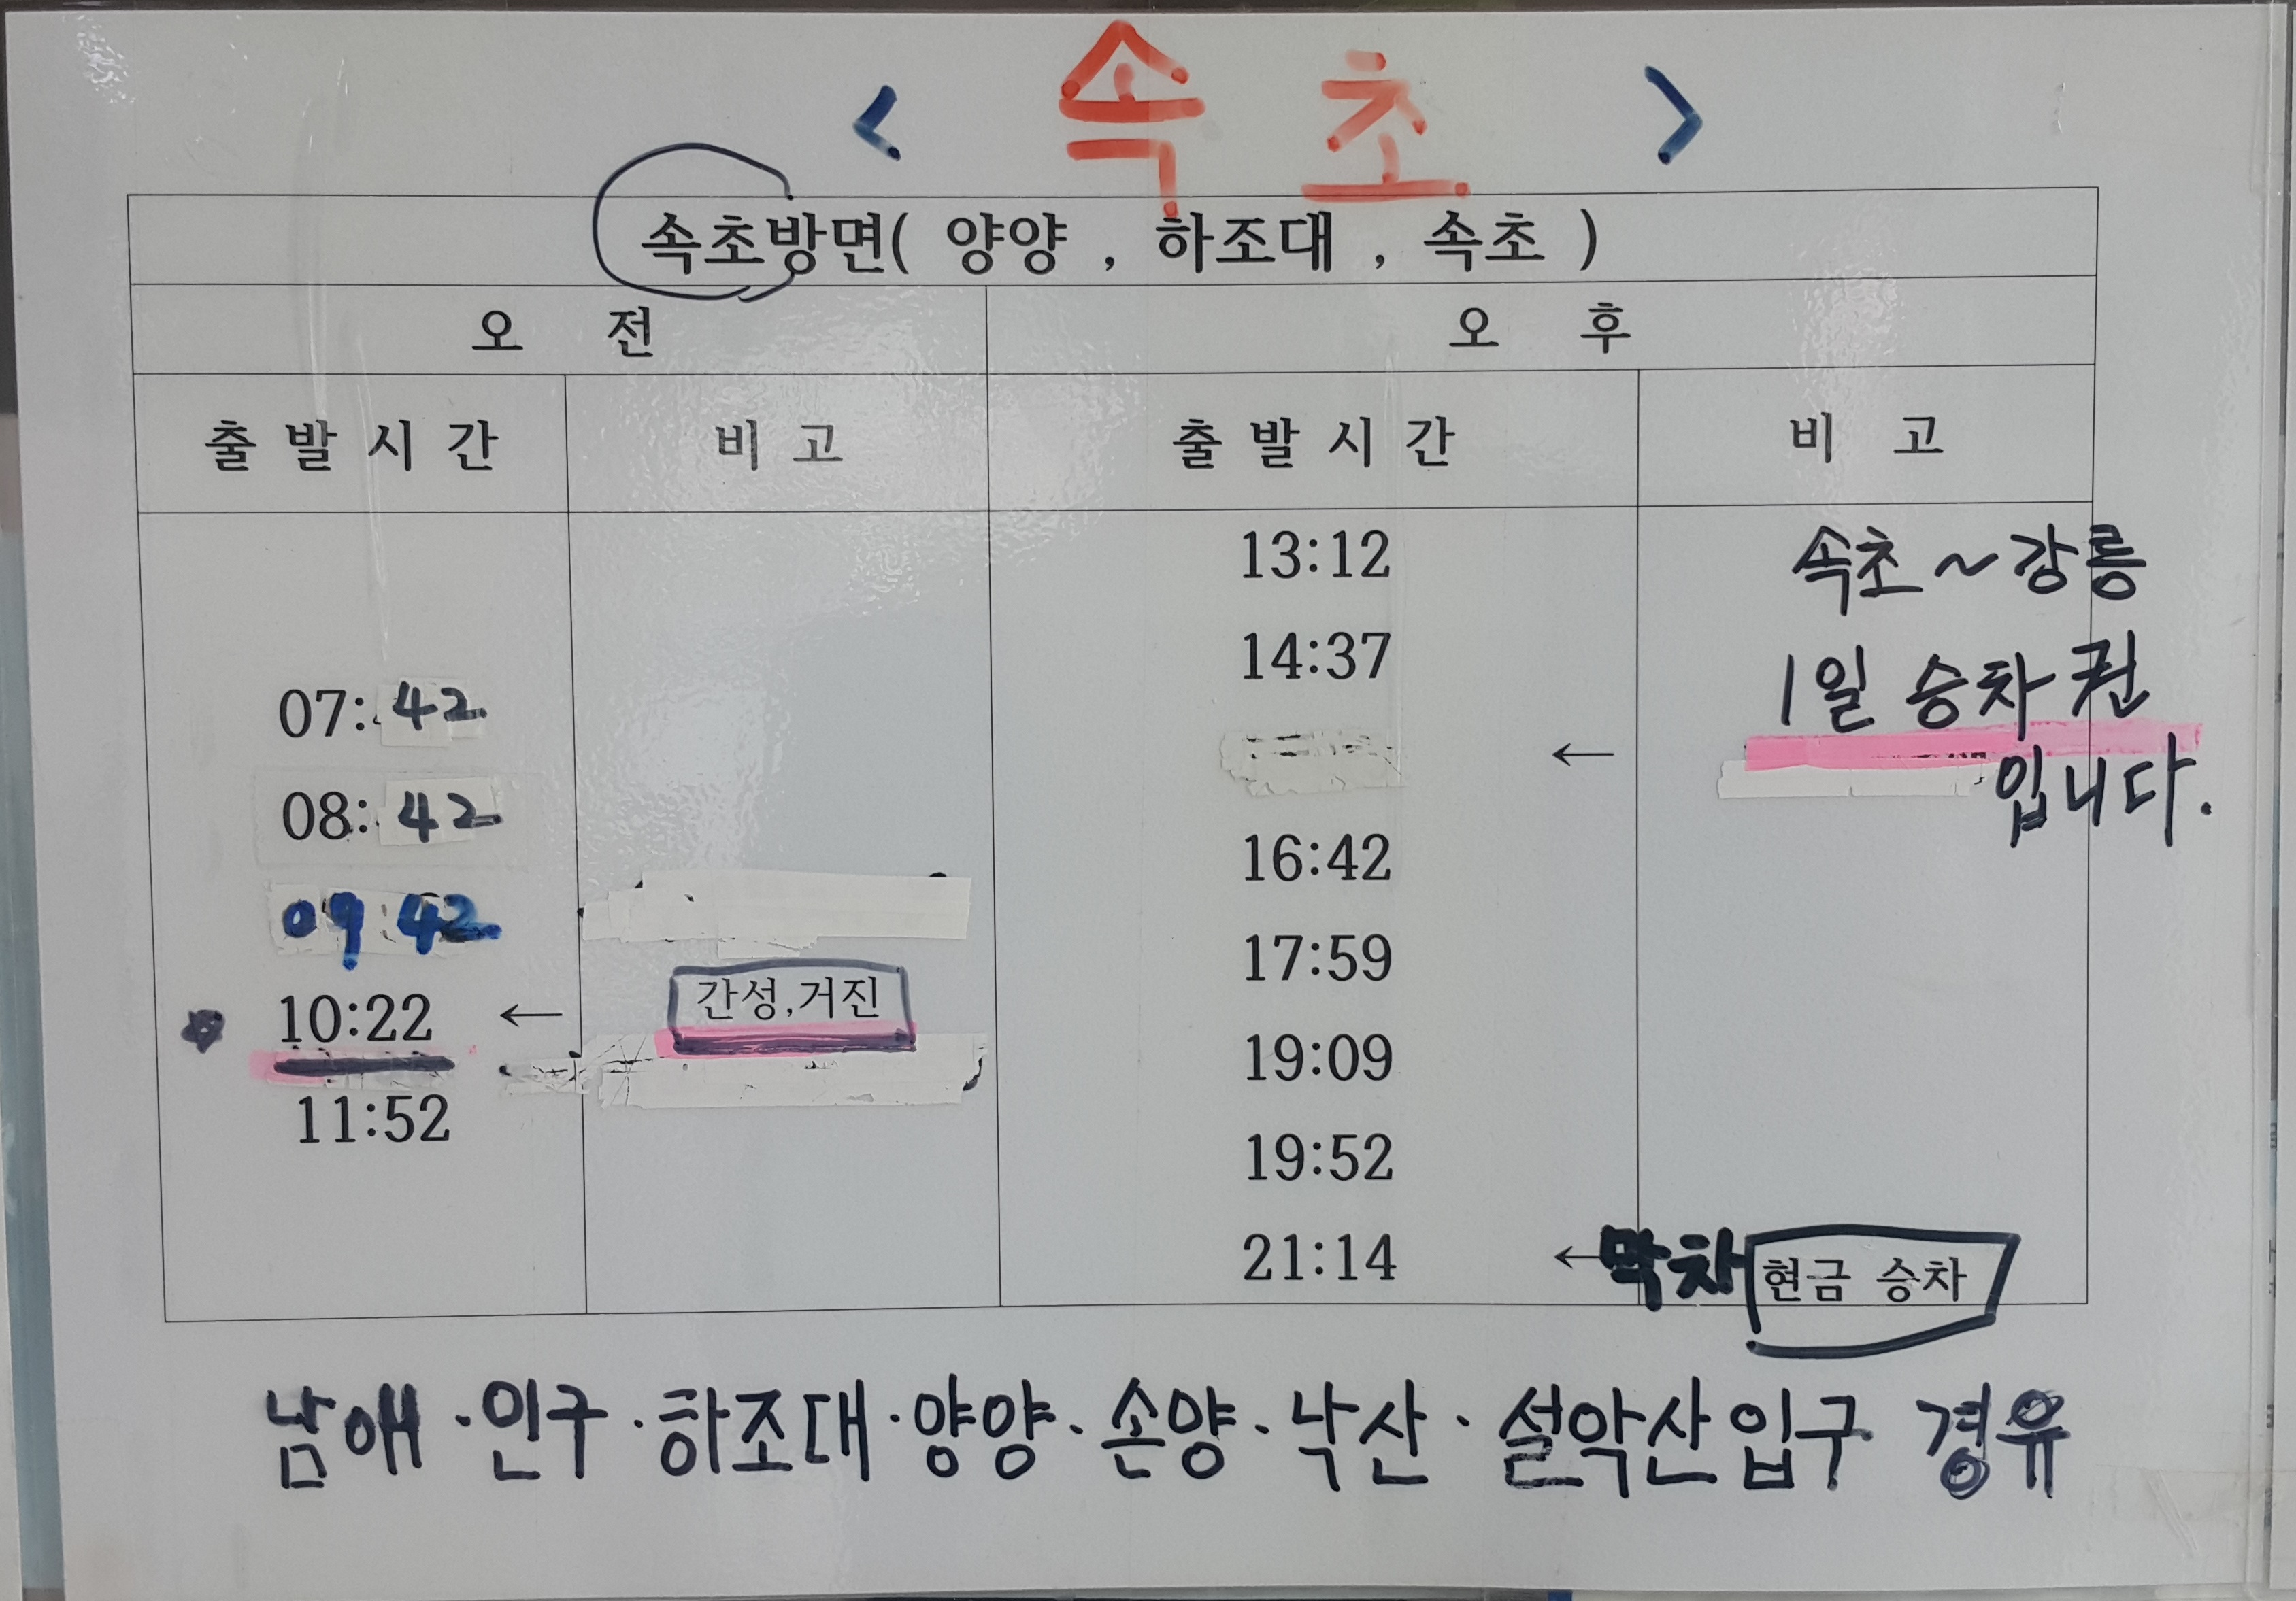 < 속초 >
속초방면( 양양 , 하조대 , 속초 )
오 전 오 후
출 발 시 간 비 고 출 발 시 간 비 고
13:12 속초~강릉
14:37 1일 승차권
07:42
← 입니다.
08:42
16:42
09:42
17:59
10:22 ← 간성,거진
19:09
11:52
19:52
21:14 ← 막차 현금 승차
남애·인구·하조대·양양·손양·낙산·설악산입구 경유